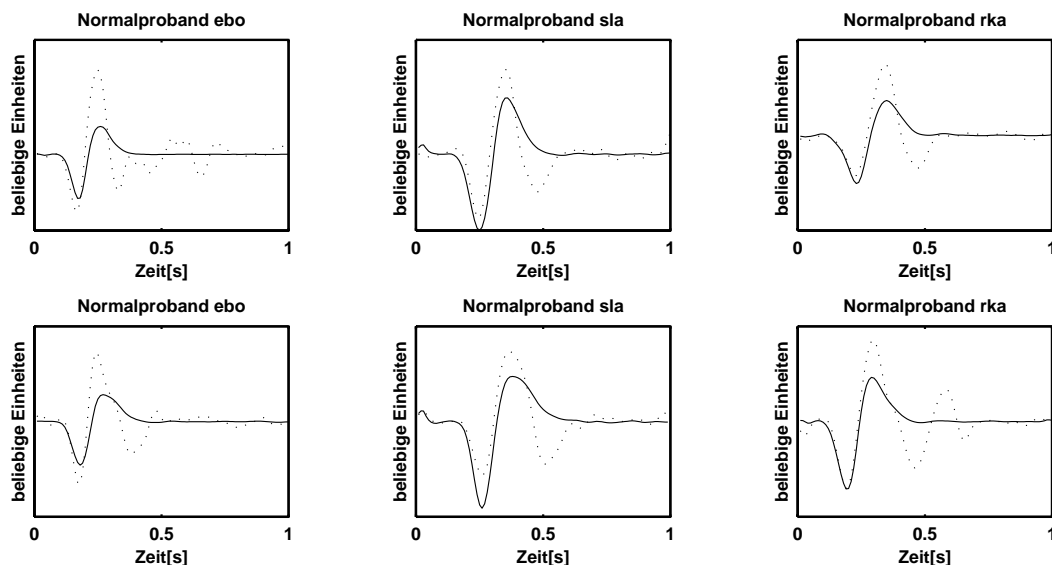 Normalproband ebo
Normalproband sla
Normalproband rka
beliebige Einheiten
beliebige Einheiten
beliebige Einheiten
0 0.5 1
0 0.5 1
0 0.5 1
Zeit[s]
Zeit[s]
Zeit[s]
Normalproband ebo
Normalproband sla
Normalproband rka
beliebige Einheiten
beliebige Einheiten
beliebige Einheiten
0 0.5 1
0 0.5 1
0 0.5 1
Zeit[s]
Zeit[s]
Zeit[s]